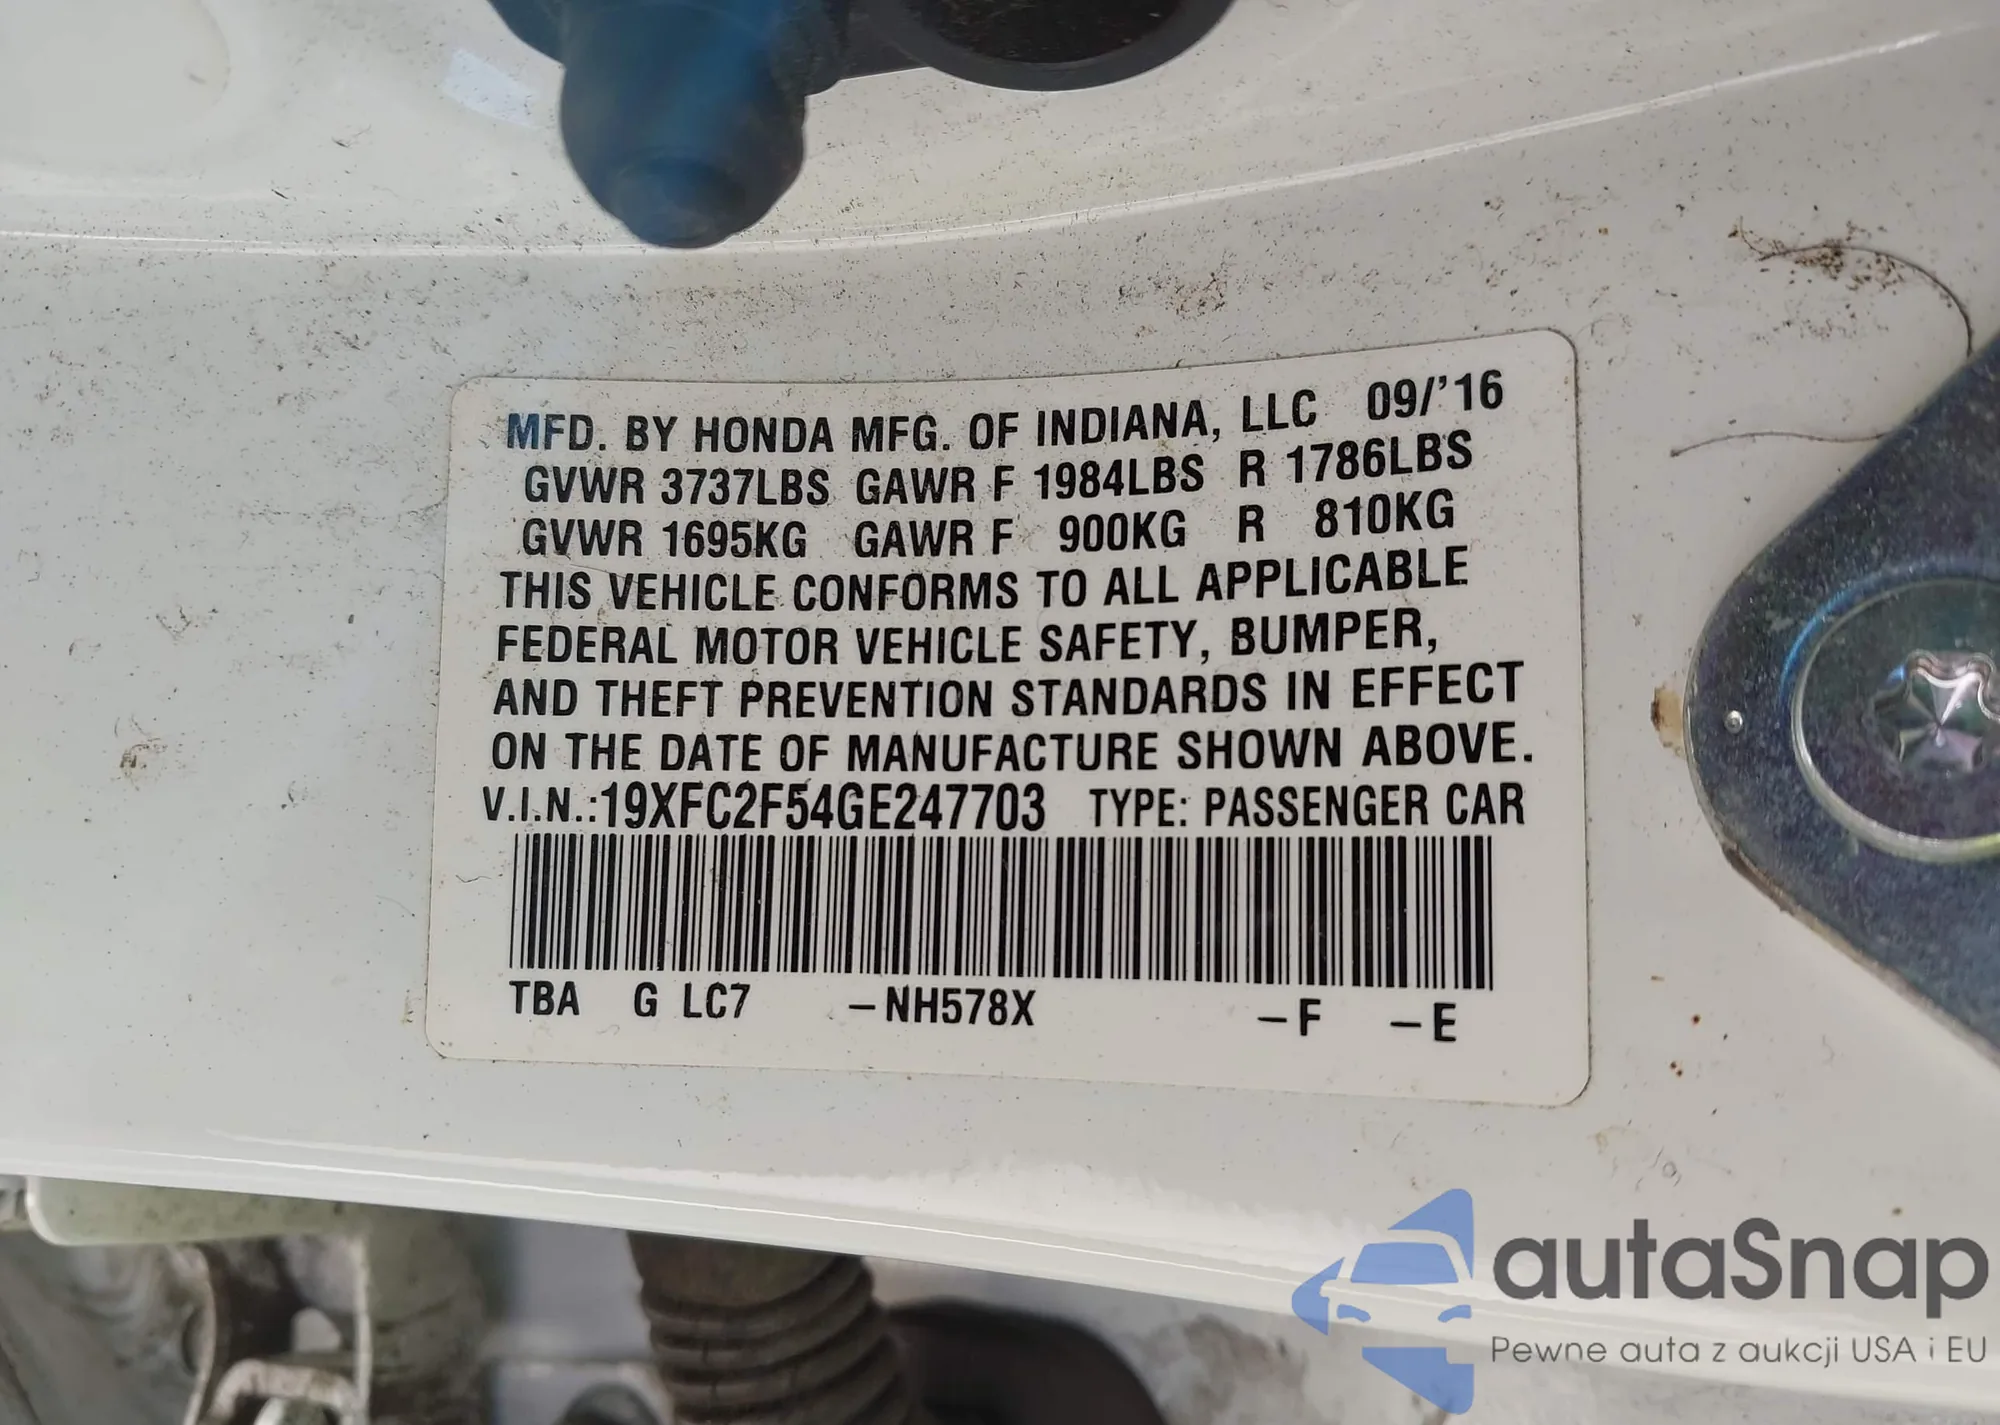 MFD. BY HONDA MFG. OF INDIANA, LLC 09/'16
GVWR 3737LBS GAWR F 1984LBS R 1786LBS
GVWR 1695KG GAWR F 900KG R 810KG
THIS VEHICLE CONFORMS TO ALL APPLICABLE
FEDERAL MOTOR VEHICLE SAFETY, BUMPER,
AND THEFT PREVENTION STANDARDS IN EFFECT
ON THE DATE OF MANUFACTURE SHOWN ABOVE.
V.I.N.:19XFC2F54GE247703 TYPE: PASSENGER CAR
TBA G LC7 –NH578X –F –E
autaSnap
Pewne auta z aukcji USA i EU